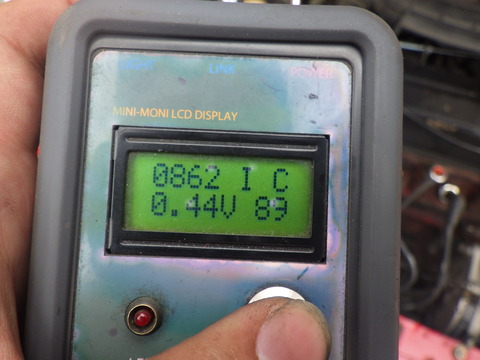 LINK
POWER
MINI-MONI LCD DISPLAY
0862 I C
0.44V 89